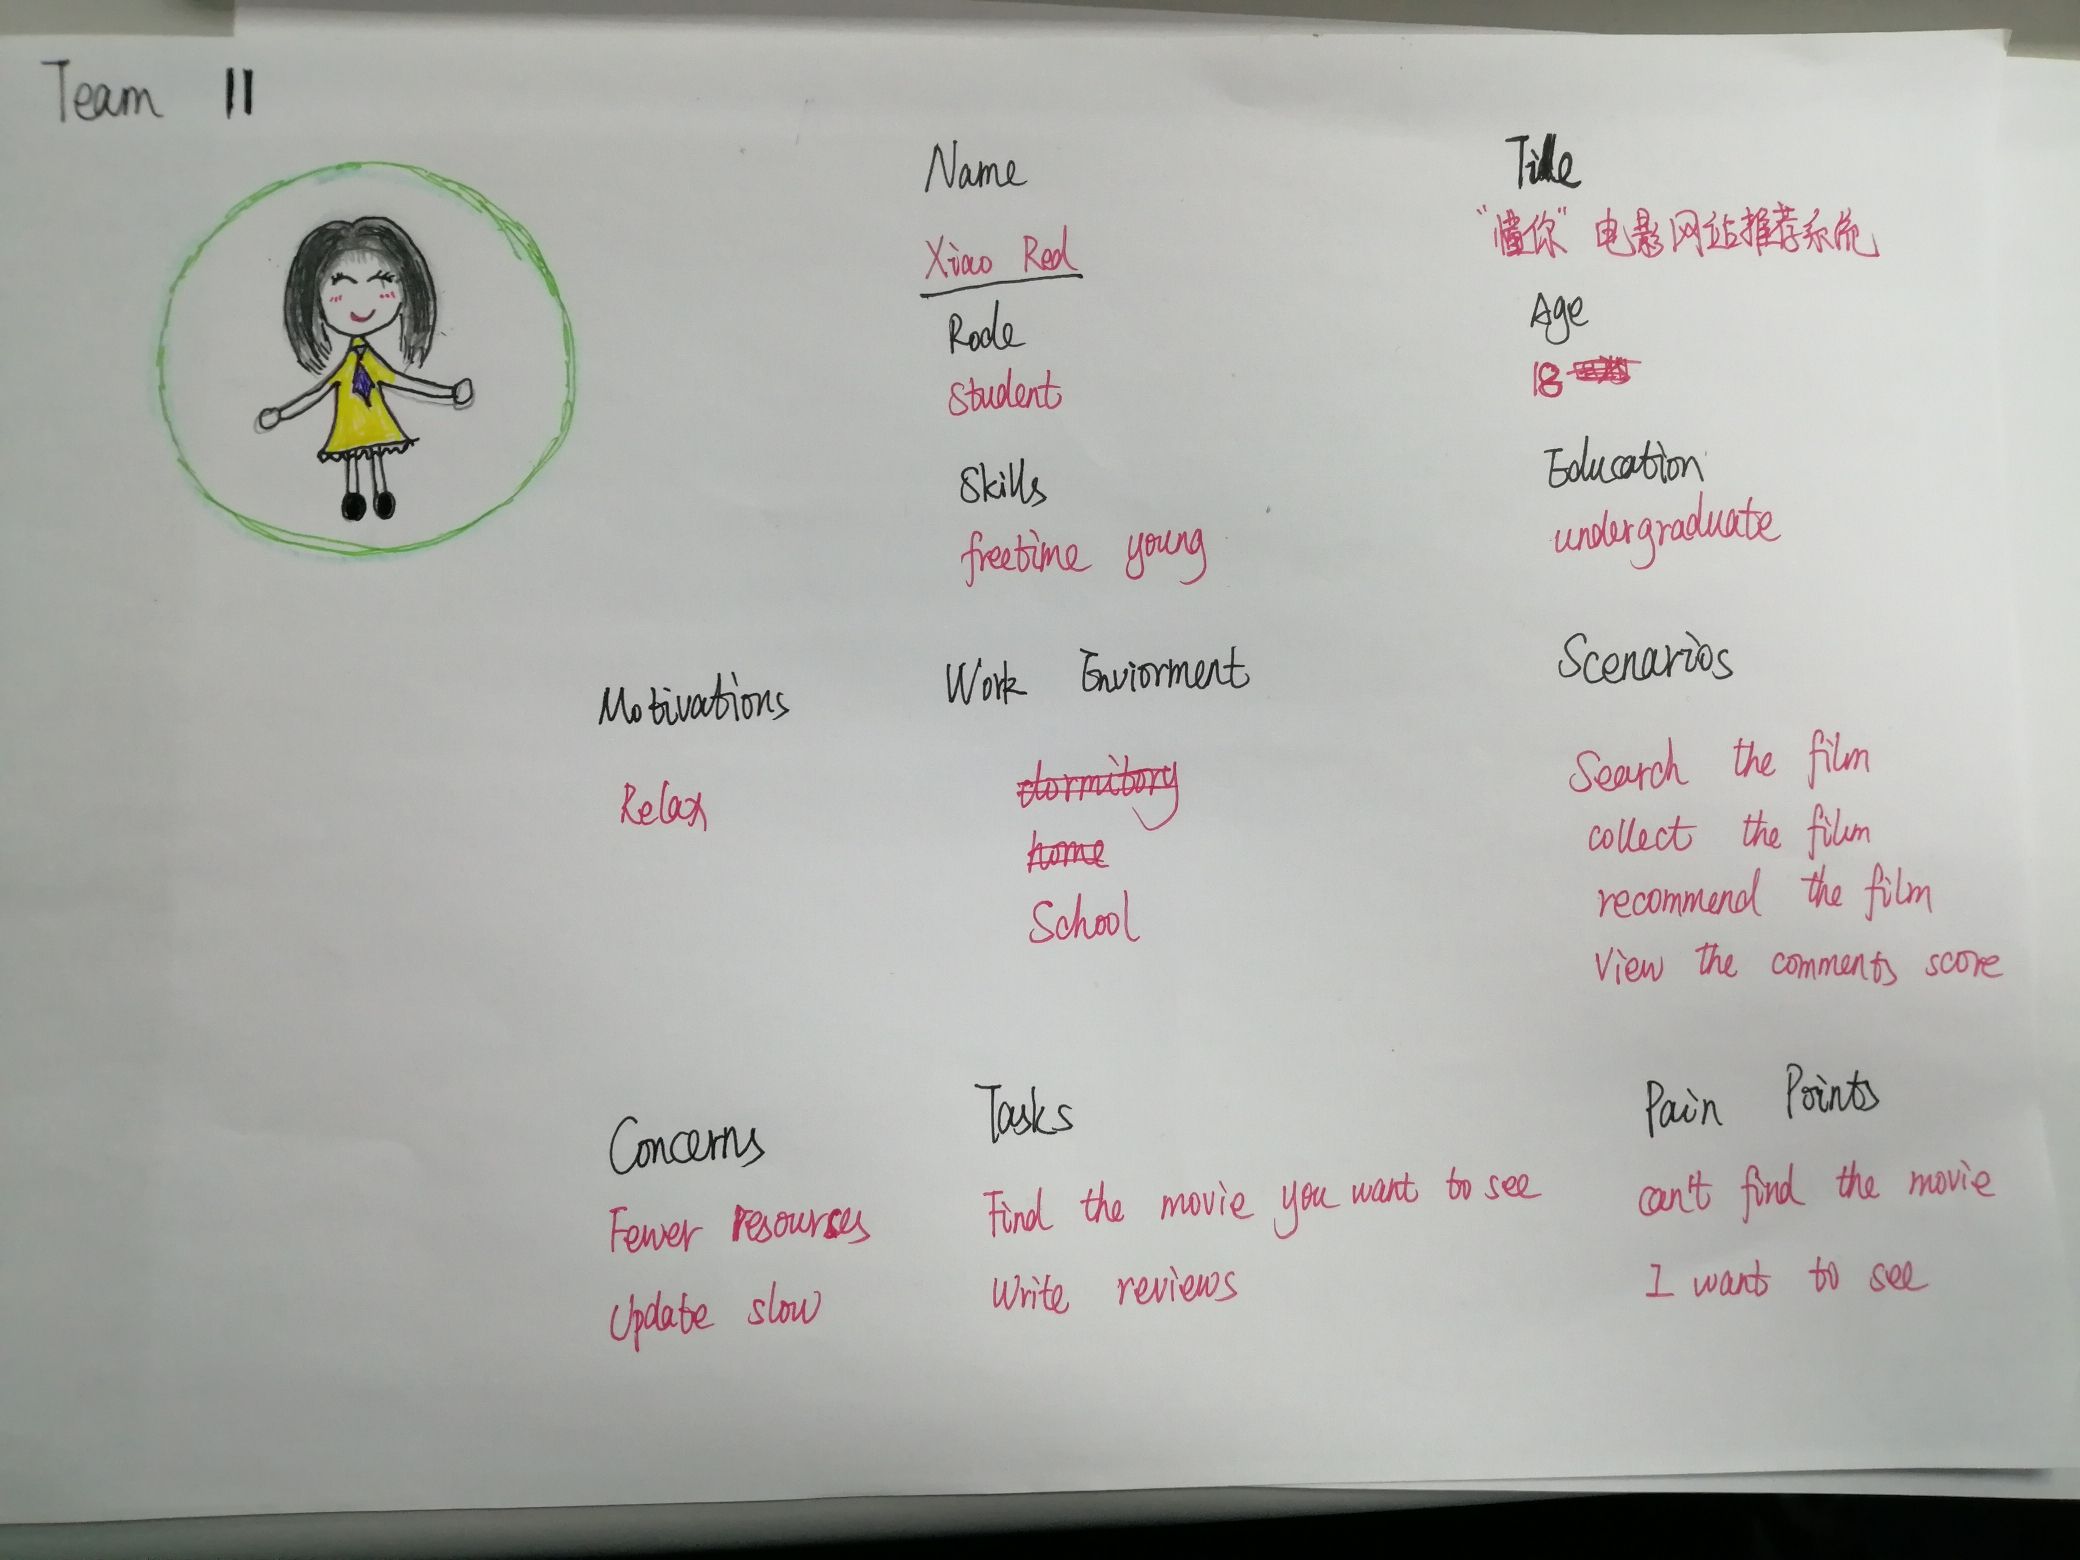 Team 11
Name
Xiao Red
Rode
Student
Skills
freetime young
Title
"懂你"电影网站推荐系统
Age
18
Education
undergraduate
Motivations
Relax
Work Enviorment
dormitory
home
School
Scenarios
Search the film
collect the film
recommend the film
View the comments score
Concerns
Fewer resourses
Update slow
Tasks
Find the movie you want to see
Write reviews
Pain Points
can't find the movie
I want to see